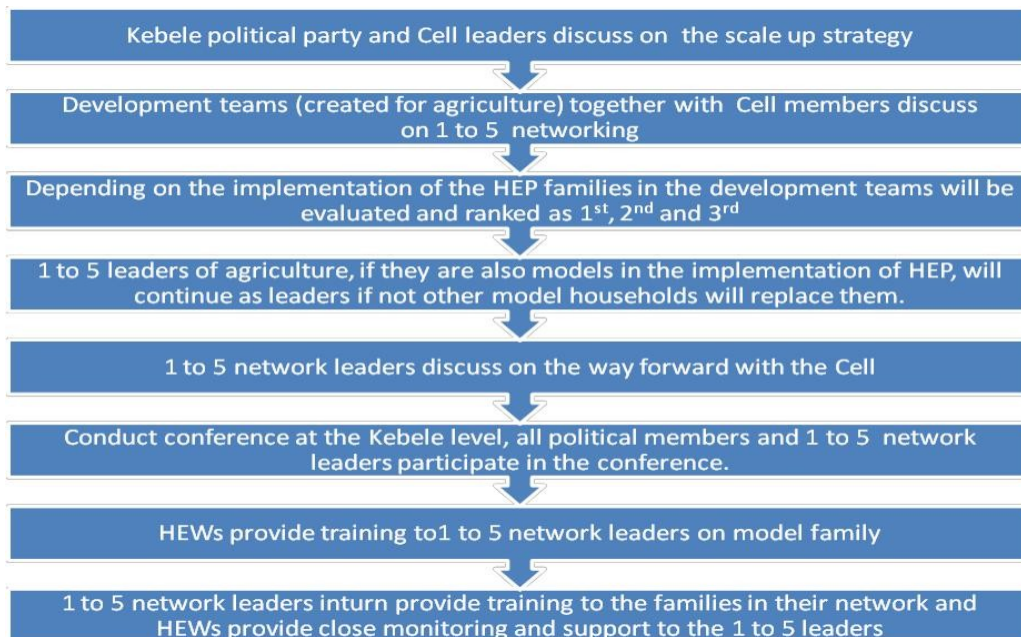 Kebele political party and Cell leaders discuss on the scale up strategy
Development teams (created for agriculture) together with Cell members discuss
on 1 to 5 networking
Depending on the implementation of the HEP families in the development teams will be
evaluated and ranked as 1st, 2nd and 3rd
1 to 5 leaders of agriculture, if they are also models in the implementation of HEP, will
continue as leaders if not other model households will replace them.
1 to 5 network leaders discuss on the way forward with the Cell
Conduct conference at the Kebele level, all political members and 1 to 5 network
leaders participate in the conference.
HEWs provide training to1 to 5 network leaders on model family
1 to 5 network leaders inturn provide training to the families in their network and
HEWs provide close monitoring and support to the 1 to 5 leaders